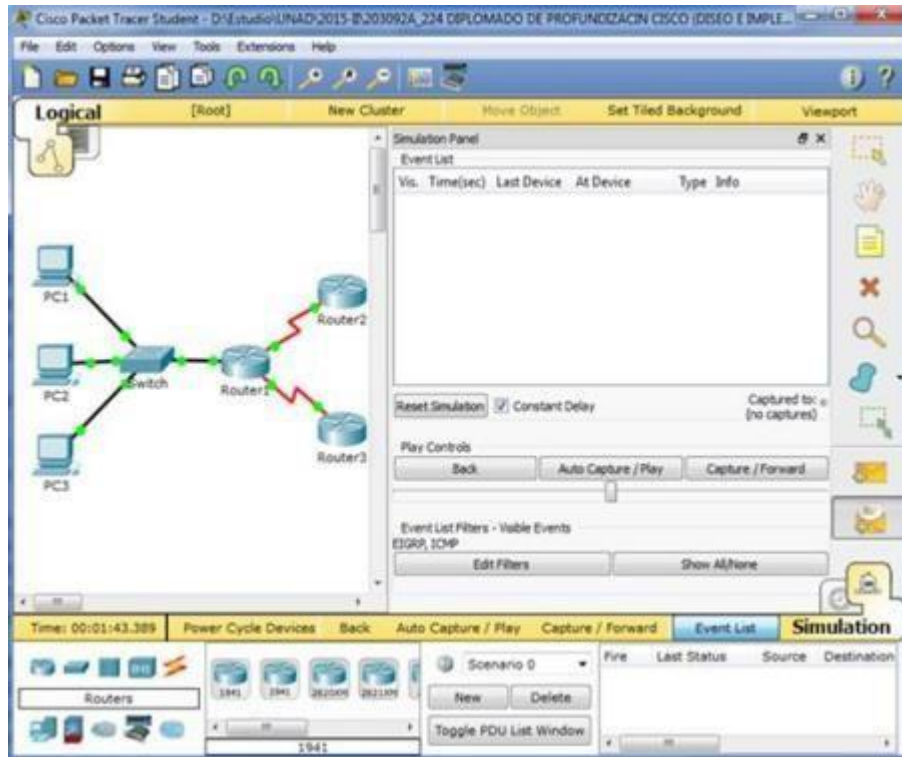 Cisco Packet Tracer Student - D:\Estudio\UNAD\2015-II\203092A_224 DIPLOMADO DE PROFUNDIZACIN CISCO (DISEO E IMPLE...
File Edit Options View Tools Extensions Help
Logical [Root] New Cluster Move Object Set Tiled Background Viewport
Simulation Panel
Event List
Vis. Time(sec) Last Device At Device Type Info
PC1
Router2
Switch
Router1
PC2
Router3
PC3
Reset Simulation Constant Delay Captured to:
(no captures)
Play Controls
Back Auto Capture / Play Capture / Forward
Event List Filters - Visible Events
EIGRP, ICMP
Edit Filters Show All/None
Time: 00:01:43.389 Power Cycle Devices Back Auto Capture / Play Capture / Forward Event List Simulation
Routers
1941 1941 2620XM 2621XM
1941
Scenario 0
New Delete
Toggle PDU List Window
Fire Last Status Source Destination